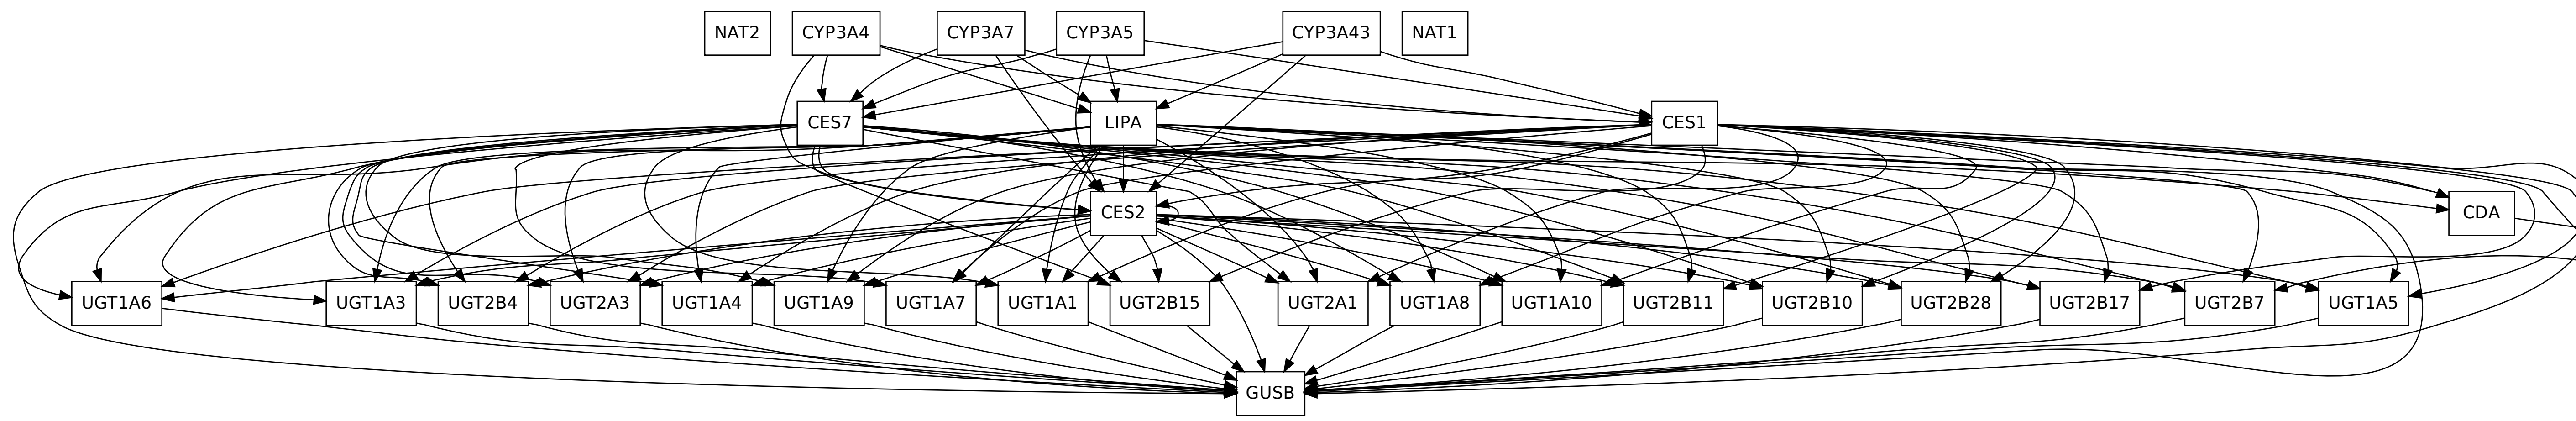 NAT2 CYP3A4 CYP3A7 CYP3A5 CYP3A43 NAT1
CES7 LIPA CES1
CES2 CDA
UGT1A6 UGT1A3 UGT2B4 UGT2A3 UGT1A4 UGT1A9 UGT1A7 UGT1A1 UGT2B15 UGT2A1 UGT1A8 UGT1A10 UGT2B11 UGT2B10 UGT2B28 UGT2B17 UGT2B7 UGT1A5
GUSB